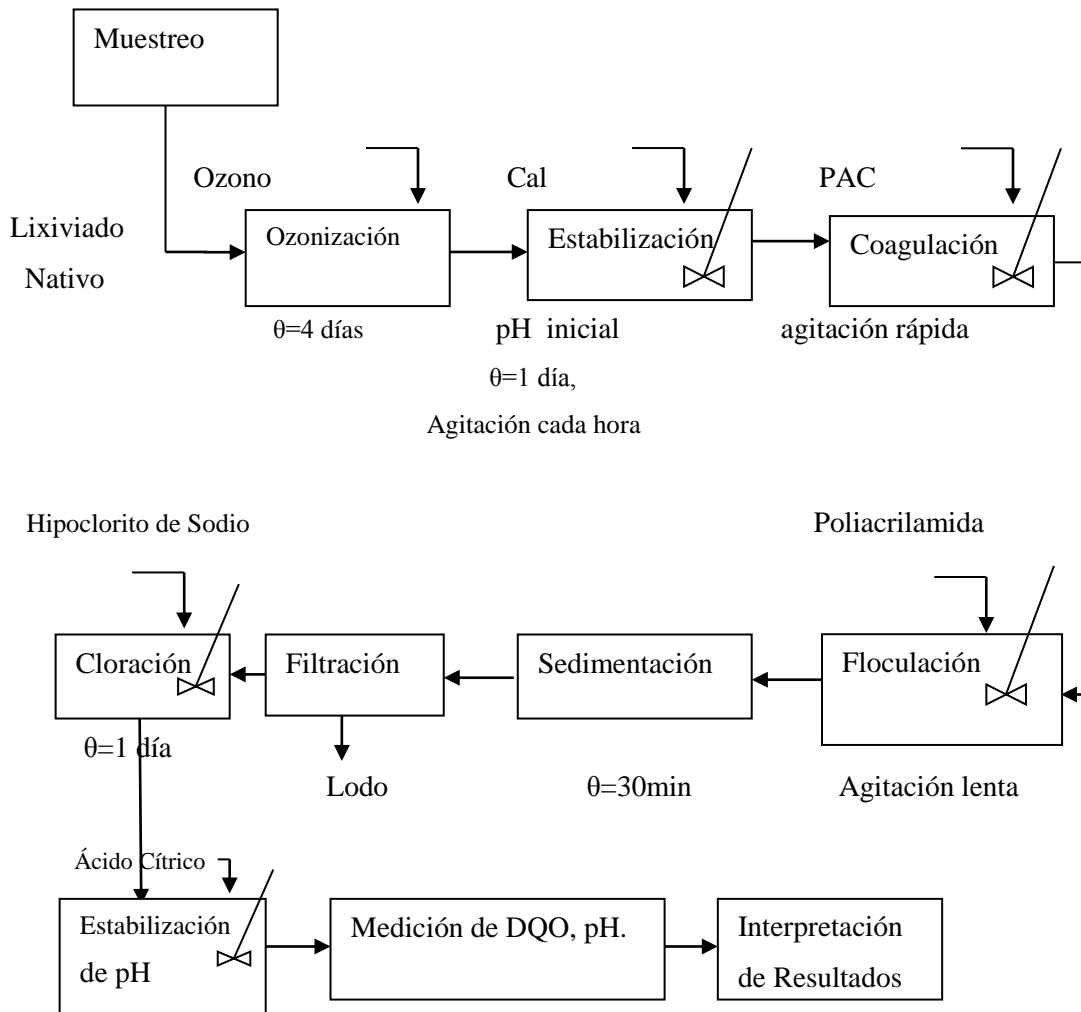 Muestreo
Ozono
Cal
PAC
Lixiviado
Nativo
Ozonización
Estabilización
Coagulación
θ=4 días
pH inicial
agitación rápida
θ=1 día,
Agitación cada hora
Hipoclorito de Sodio
Poliacrilamida
Cloración
Filtración
Sedimentación
Floculación
θ=1 día
Lodo
θ=30min
Agitación lenta
Ácido Cítrico
Estabilización
de pH
Medición de DQO, pH.
Interpretación
de Resultados